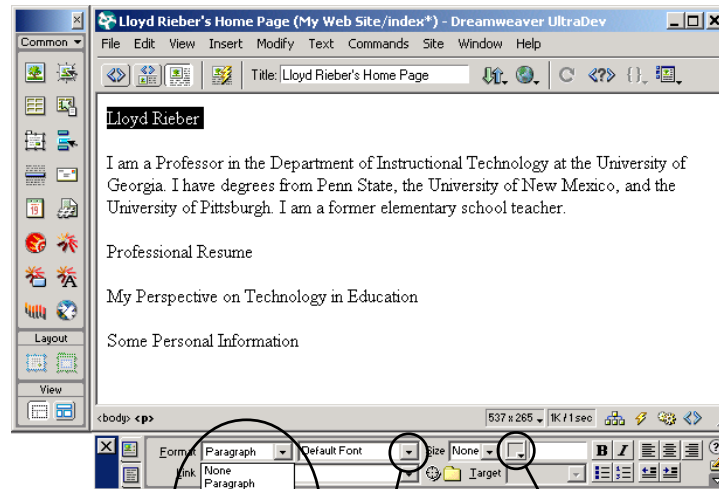 Lloyd Rieber's Home Page (My Web Site/index*) - Dreamweaver UltraDev
Common
File Edit View Insert Modify Text Commands Site Window Help
Title: Lloyd Rieber's Home Page
Lloyd Rieber
I am a Professor in the Department of Instructional Technology at the University of
Georgia. I have degrees from Penn State, the University of New Mexico, and the
University of Pittsburgh. I am a former elementary school teacher.
Professional Resume
My Perspective on Technology in Education
Some Personal Information
Layout
View
<body> <p>
537 x 265 1K / 1 sec
Format Paragraph Default Font Size None B I
Link None Target
Paragraph